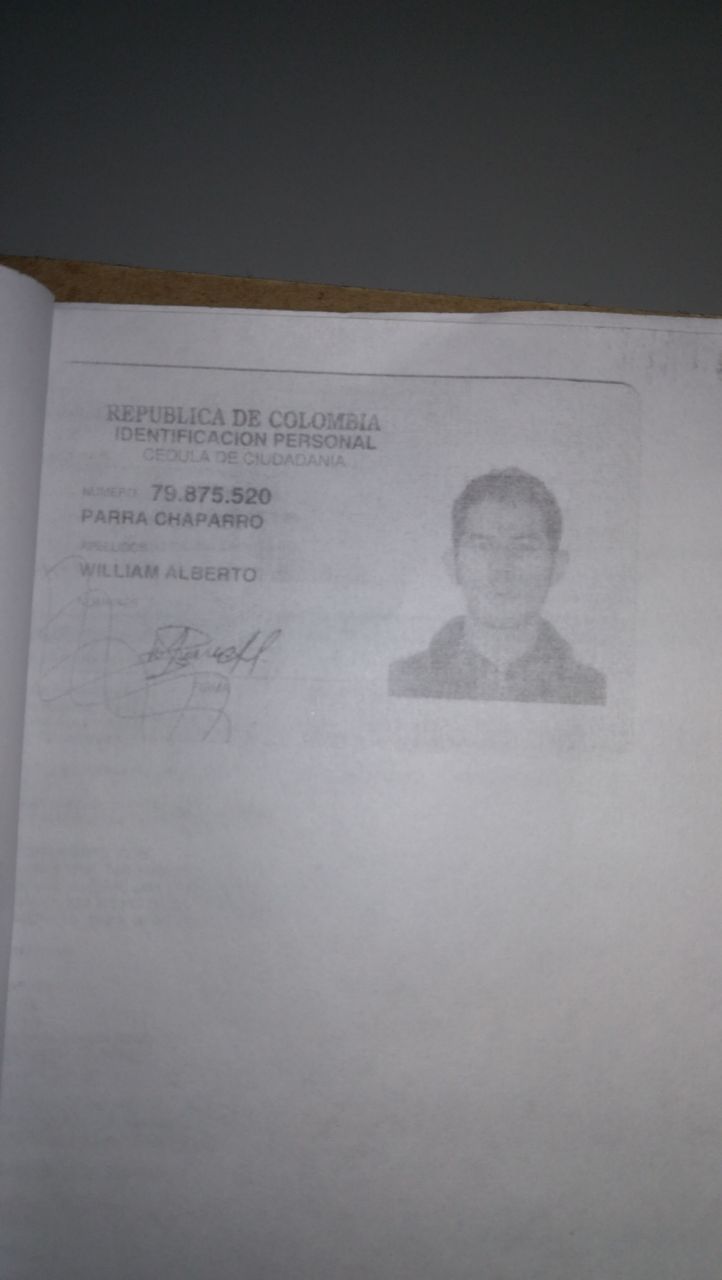 REPUBLICA DE COLOMBIA
IDENTIFICACION PERSONAL
CEDULA DE CIUDADANIA
NUMERO 79.875.520
PARRA CHAPARRO
APELLIDOS
WILLIAM ALBERTO
NOMBRES
FIRMA